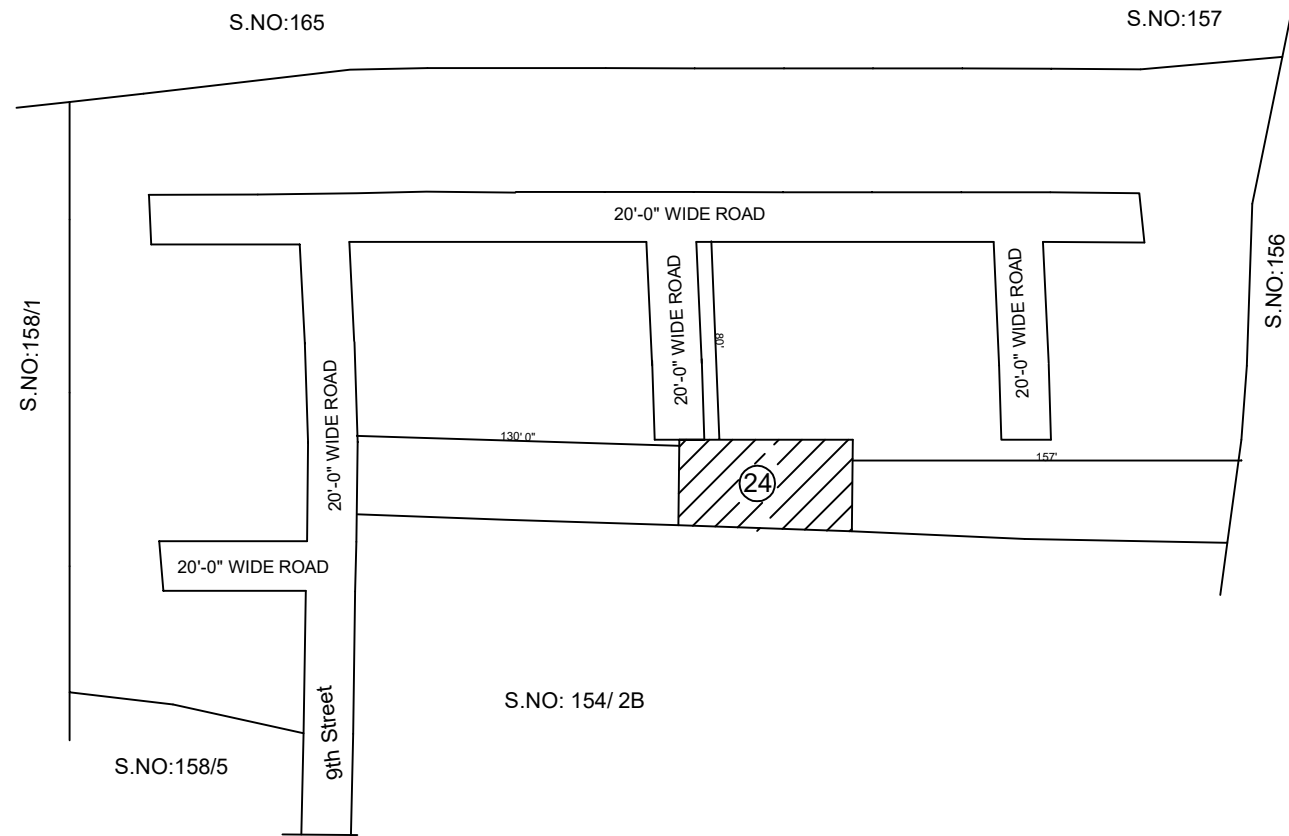 S.NO:165
S.NO:157
20'-0" WIDE ROAD
S.NO:156
S.NO:158/1
20'-0" WIDE ROAD
80'
20'-0" WIDE ROAD
20'-0" WIDE ROAD
130' 0"
157'
24
20'-0" WIDE ROAD
S.NO: 154/ 2B
9th Street
S.NO:158/5